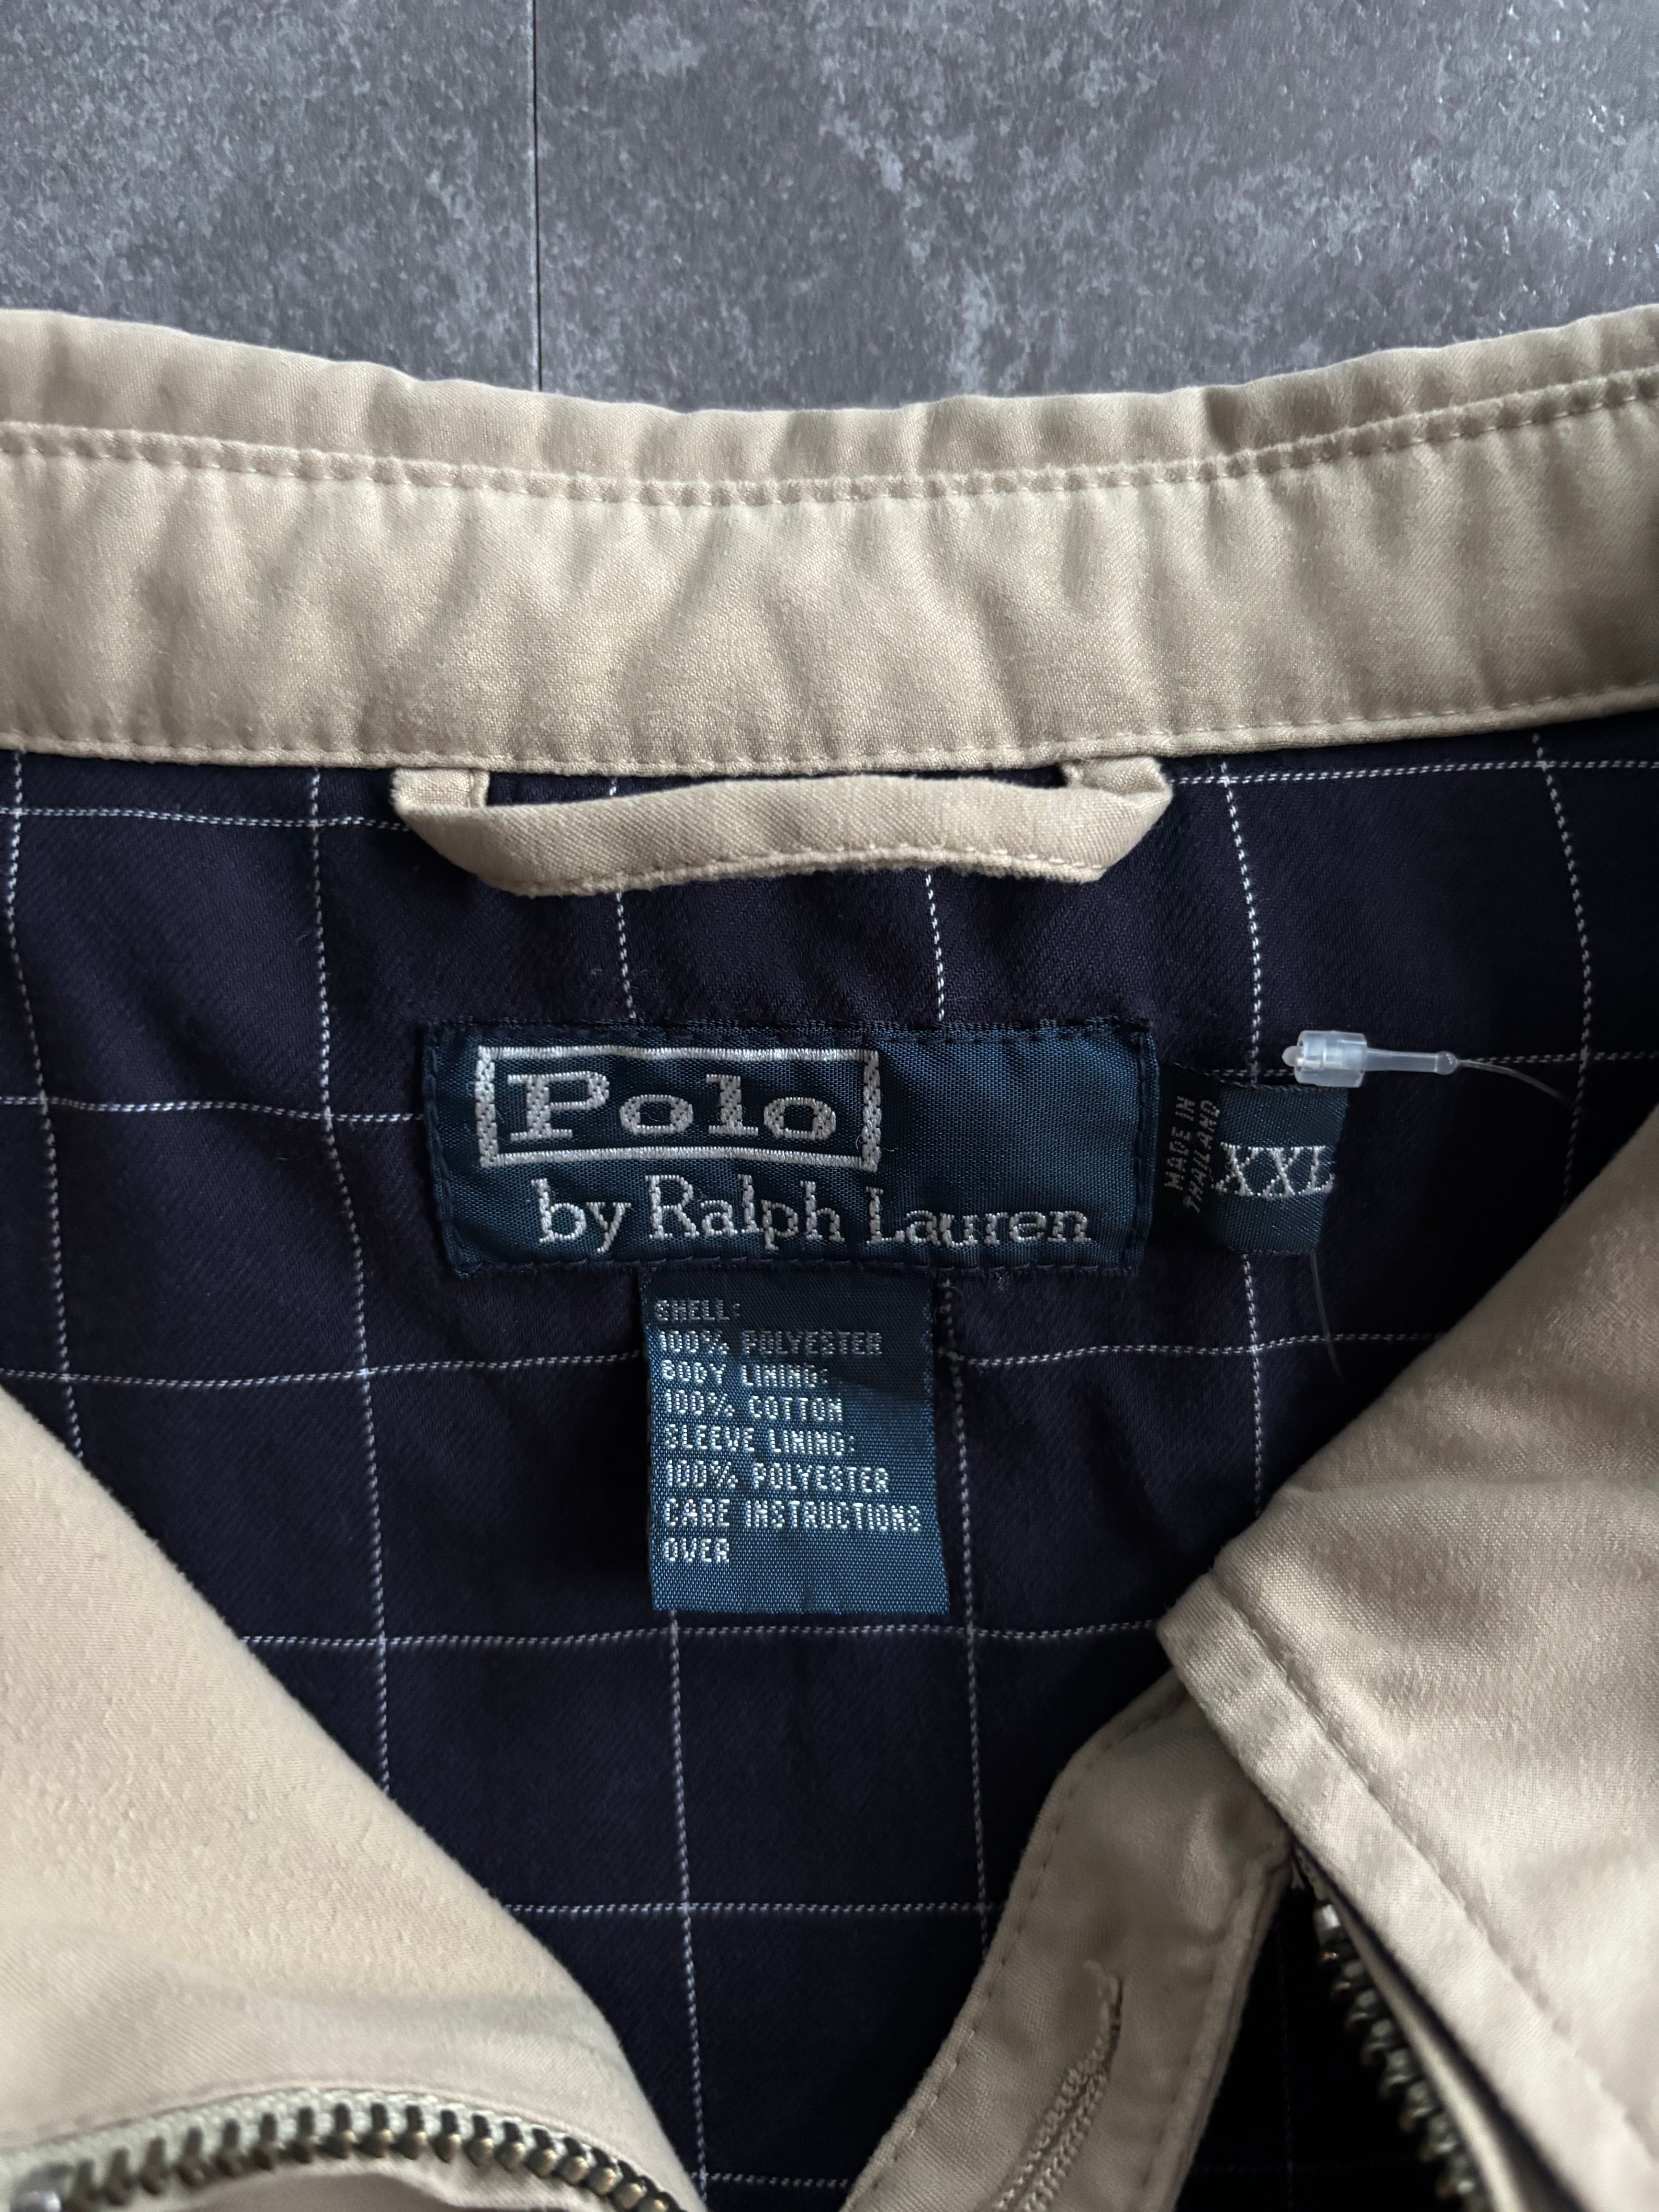 Polo
by Ralph Lauren
MADE IN
THAILAND
XXL
SHELL:
100% POLYESTER
BODY LINING:
100% COTTON
SLEEVE LINING:
100% POLYESTER
CARE INSTRUCTIONS
OVER